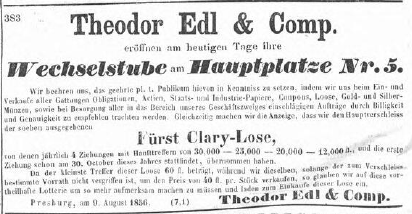 383
Theodor Edl & Comp.
eröffnen am heutigen Tage ihre
Wechselstube am Hauptplatze Nr. 5.
Wir beehren uns, das geehrte pl. t. Publikum hievon in Kenntniss zu setzen, indem wir uns beim Ein- und
Verkaufe aller Gattungen Obligationen, Actien, Staats- und Industrie-Papiere, Coupons, Loose, Gold- und Silber-
Münzen, sowie bei Besorgung aller in das Bereich unseres Geschäftszweiges einschlagenden Aufträge durch Billigkeit
und Genauigkeit zu empfehlen trachten werden. Gleichzeitig machen wir die Anzeige, dass wir den Hauptverschleiss
der soeben ausgegebenen
Fürst Clary-Lose,
von denen jährlich 4 Ziehungen mit Haupttreffern von 30,000 — 25,000 — 20,000 — 12,000 fl., und die erste
Ziehung schon am 30. October dieses Jahres stattfindet, übernommen haben.
Da der kleinste Treffer dieser Loose 60 fl. beträgt, während wir dieselben, solange der zum Verschleiss
bestimmte Vorrath nicht vergriffen ist, um den Preis von 40 fl. pr. Stück verkaufen, so glauben wir auf diese vor-
theilhafte Lotterie um so mehr aufmerksam machen zu müssen und laden zum Einkaufe dieser Lose ein.
Pressburg, am 9. August 1856. (7.1) Theodor Edl & Comp.